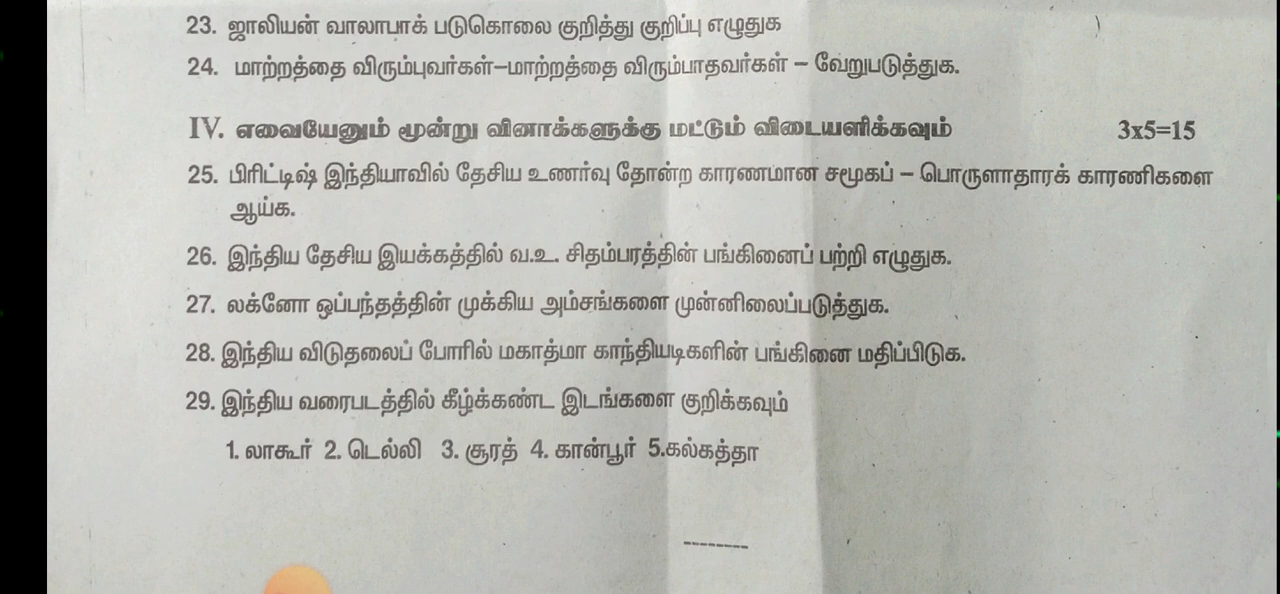 23. ஜாலியன் வாலாபாக் படுகொலை குறித்து குறிப்பு எழுதுக
24. மாற்றத்தை விரும்புவர்கள்–மாற்றத்தை விரும்பாதவர்கள் – வேறுபடுத்துக.
IV. எவையேனும் மூன்று வினாக்களுக்கு மட்டும் விடையளிக்கவும் 3x5=15
25. பிரிட்டிஷ் இந்தியாவில் தேசிய உணர்வு தோன்ற காரணமான சமூகப் – பொருளாதாரக் காரணிகளை
ஆய்க.
26. இந்திய தேசிய இயக்கத்தில் வ.உ. சிதம்பரத்தின் பங்கினைப் பற்றி எழுதுக.
27. லக்னோ ஒப்பந்தத்தின் முக்கிய அம்சங்களை முன்னிலைப்படுத்துக.
28. இந்திய விடுதலைப் போரில் மகாத்மா காந்தியடிகளின் பங்கினை மதிப்பிடுக.
29. இந்திய வரைபடத்தில் கீழ்க்கண்ட இடங்களை குறிக்கவும்
1. லாகூர் 2. டெல்லி 3. சூரத் 4. கான்பூர் 5.கல்கத்தா
--------